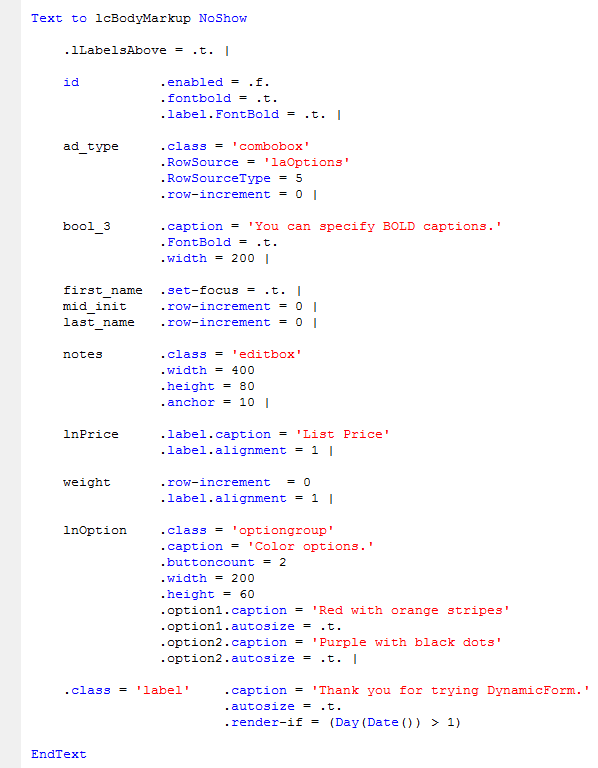 Text to lcBodyMarkup NoShow
.lLabelsAbove = .t. |
id .enabled = .f.
.fontbold = .t.
.label.FontBold = .t. |
ad_type .class = 'combobox'
.RowSource = 'laOptions'
.RowSourceType = 5
.row-increment = 0 |
bool_3 .caption = 'You can specify BOLD captions.'
.FontBold = .t.
.width = 200 |
first_name .set-focus = .t. |
mid_init .row-increment = 0 |
last_name .row-increment = 0 |
notes .class = 'editbox'
.width = 400
.height = 80
.anchor = 10 |
lnPrice .label.caption = 'List Price'
.label.alignment = 1 |
weight .row-increment = 0
.label.alignment = 1 |
lnOption .class = 'optiongroup'
.caption = 'Color options.'
.buttoncount = 2
.width = 200
.height = 60
.option1.caption = 'Red with orange stripes'
.option1.autosize = .t.
.option2.caption = 'Purple with black dots'
.option2.autosize = .t. |
.class = 'label' .caption = 'Thank you for trying DynamicForm.'
.autosize = .t.
.render-if = (Day(Date()) > 1)
EndText